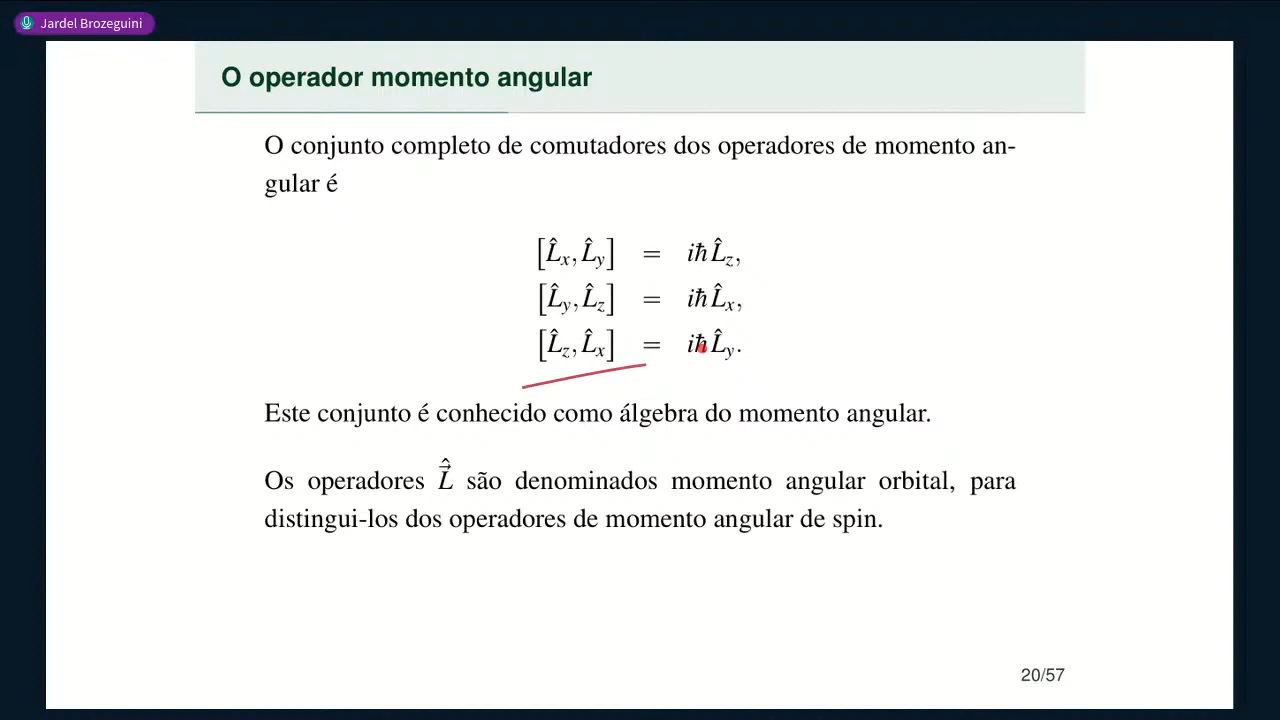 Jardel Brozeguini
O operador momento angular
O conjunto completo de comutadores dos operadores de momento an-
gular é
[L̂x, L̂y] = iħL̂z,
[L̂y, L̂z] = iħL̂x,
[L̂z, L̂x] = iħL̂y.
Este conjunto é conhecido como álgebra do momento angular.
Os operadores L⃗̂ são denominados momento angular orbital, para
distingui-los dos operadores de momento angular de spin.
20/57